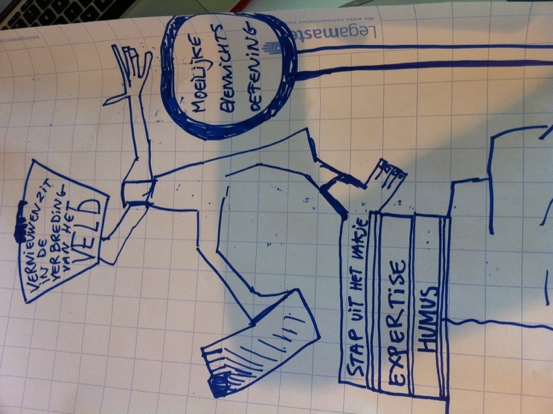 Legamaster
MOEILIJKE
EVENWICHTS
OEFENING
VERNIEUWEN ZIT
IN DE
VERBREDING
VAN HET
VELD
STAP UIT HET VAKJE
EXPERTISE
HUMUS